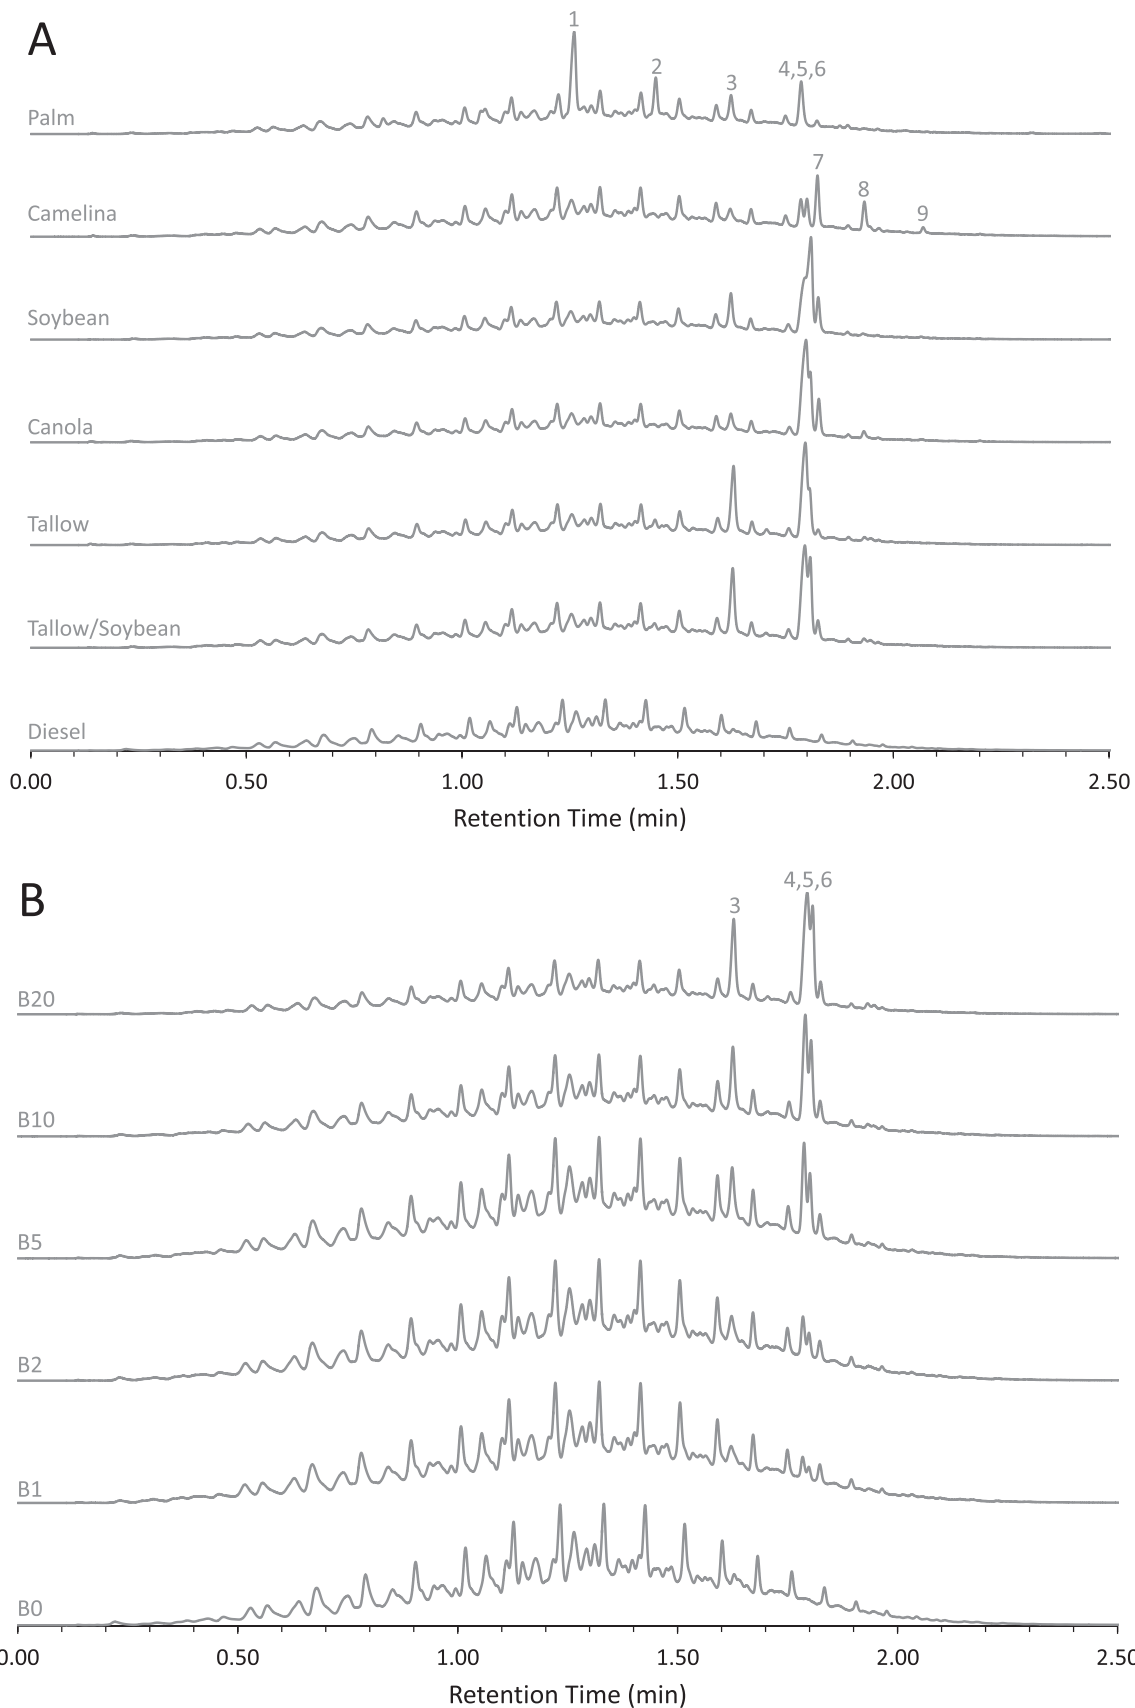 A
1
2
3
4,5,6
Palm
7
8
9
Camelina
Soybean
Canola
Tallow
Tallow/Soybean
Diesel
0.00 0.50 1.00 1.50 2.00 2.50
Retention Time (min)
B
4,5,6
3
B20
B10
B5
B2
B1
B0
0.00 0.50 1.00 1.50 2.00 2.50
Retention Time (min)